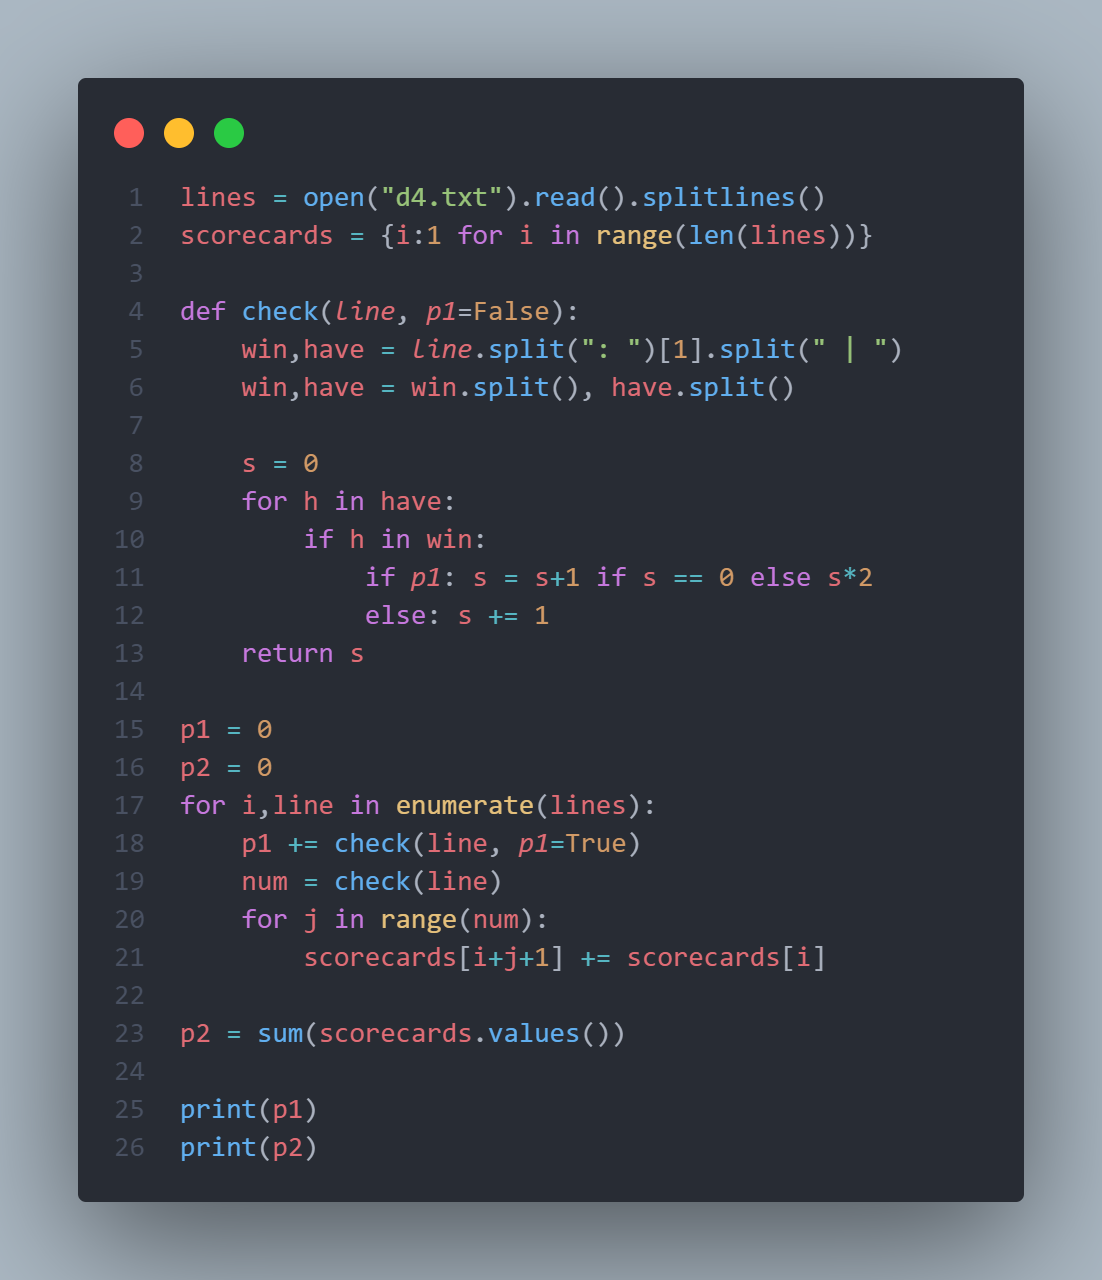 1 lines = open("d4.txt").read().splitlines()
2 scorecards = {i:1 for i in range(len(lines))}
3
4 def check(line, p1=False):
5     win,have = line.split(": ")[1].split(" | ")
6     win,have = win.split(), have.split()
7
8     s = 0
9     for h in have:
10         if h in win:
11             if p1: s = s+1 if s == 0 else s*2
12             else: s += 1
13     return s
14
15 p1 = 0
16 p2 = 0
17 for i,line in enumerate(lines):
18     p1 += check(line, p1=True)
19     num = check(line)
20     for j in range(num):
21         scorecards[i+j+1] += scorecards[i]
22
23 p2 = sum(scorecards.values())
24
25 print(p1)
26 print(p2)